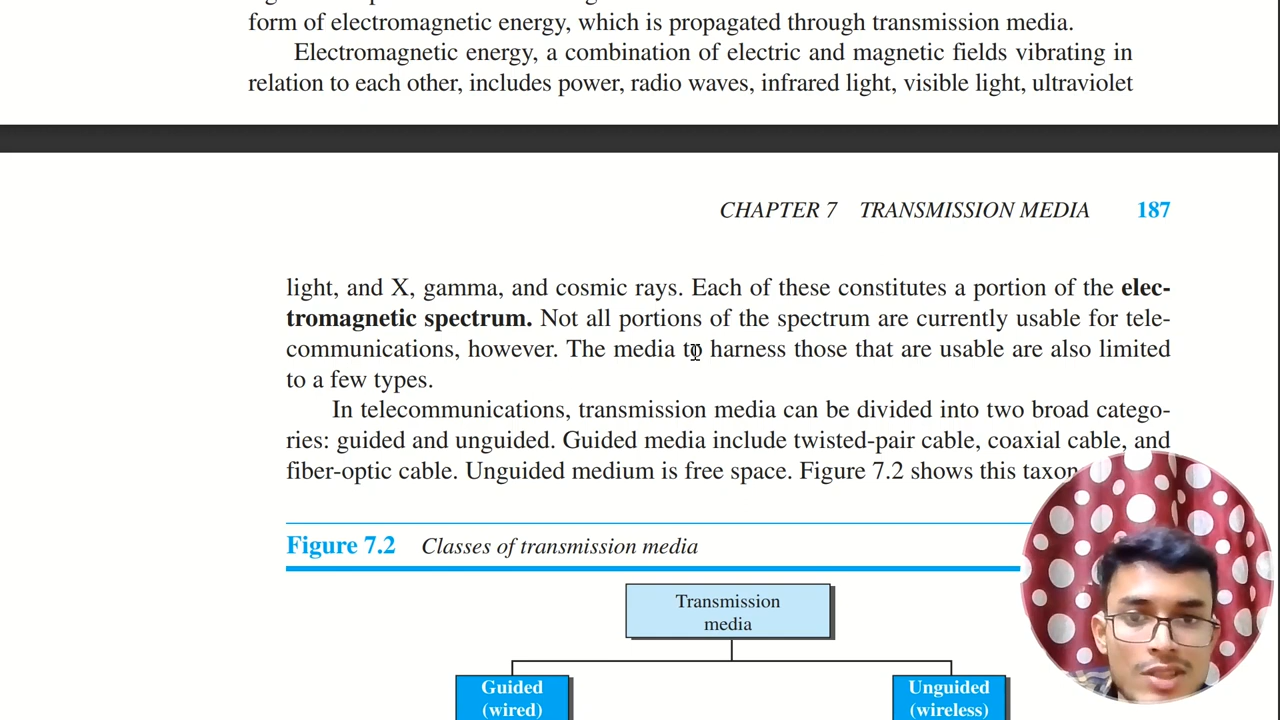 form of electromagnetic energy, which is propagated through transmission media.
Electromagnetic energy, a combination of electric and magnetic fields vibrating in
relation to each other, includes power, radio waves, infrared light, visible light, ultraviolet
CHAPTER 7 TRANSMISSION MEDIA 187
light, and X, gamma, and cosmic rays. Each of these constitutes a portion of the elec-
tromagnetic spectrum. Not all portions of the spectrum are currently usable for tele-
communications, however. The media to harness those that are usable are also limited
to a few types.
In telecommunications, transmission media can be divided into two broad catego-
ries: guided and unguided. Guided media include twisted-pair cable, coaxial cable, and
fiber-optic cable. Unguided medium is free space. Figure 7.2 shows this
Figure 7.2 Classes of transmission media
Transmission
media
Guided
(wired)
Unguided
(wireless)